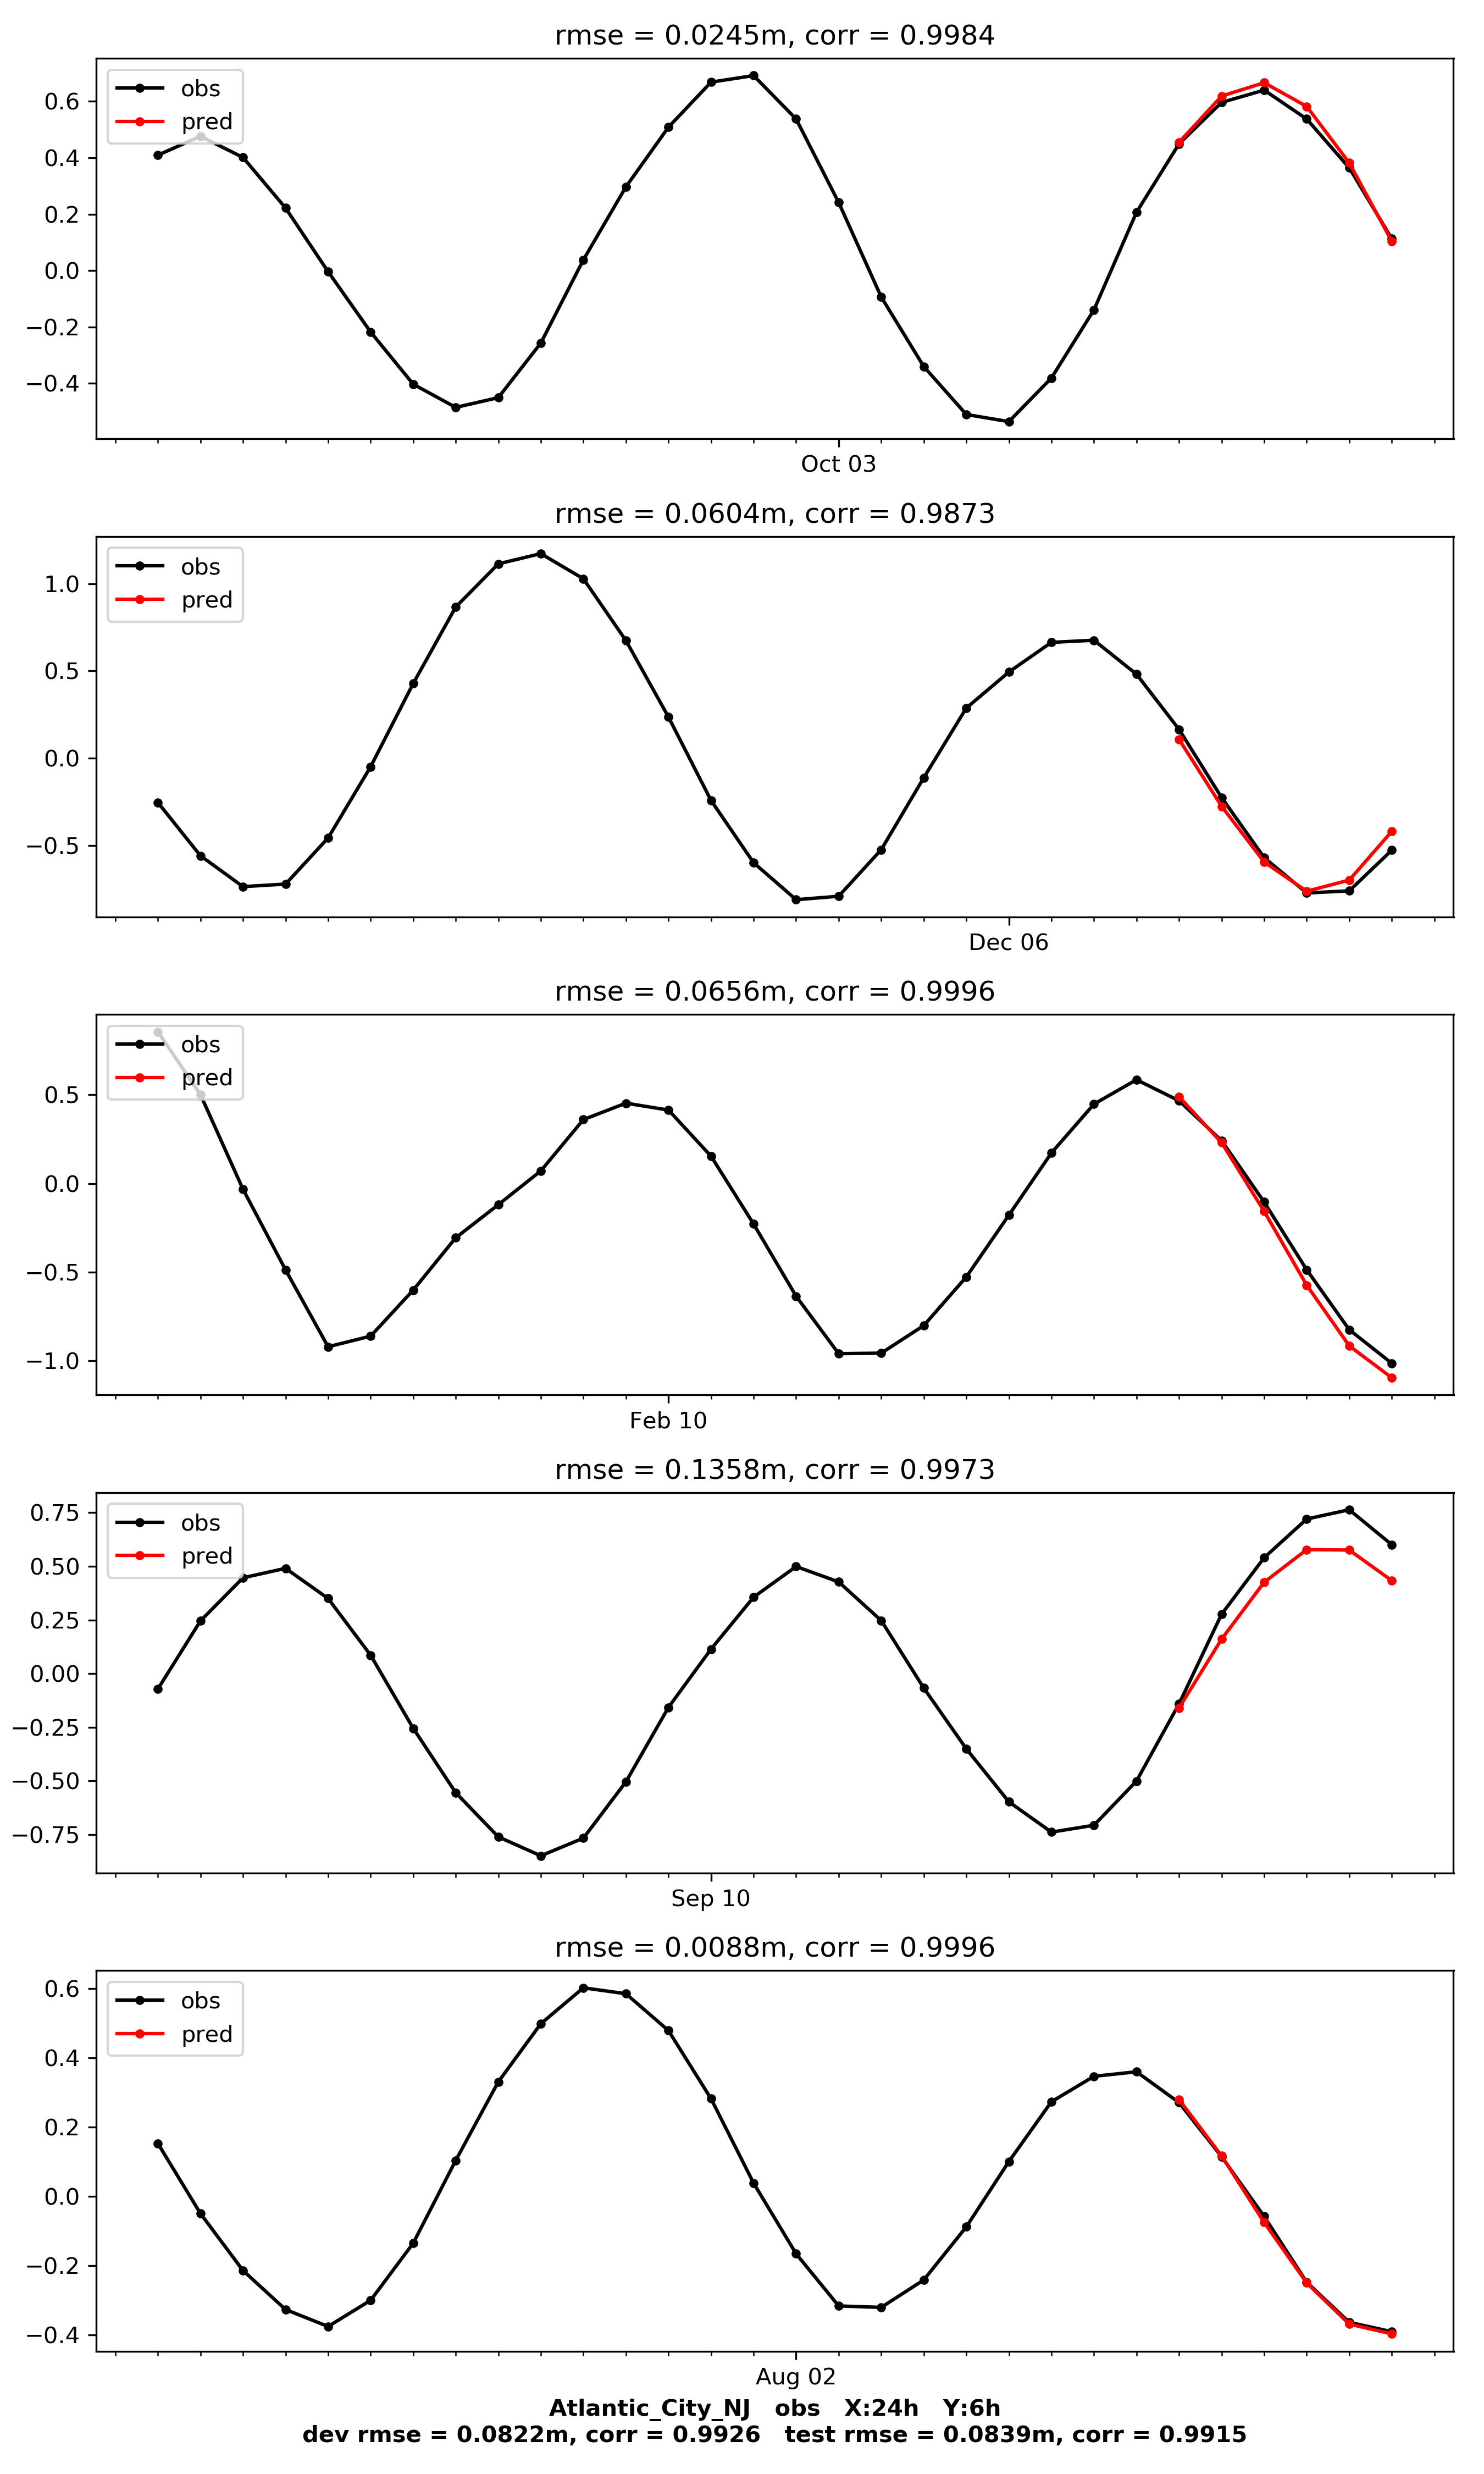 rmse = 0.0245m, corr = 0.9984
obs
pred
0.6
0.4
0.2
0.0
−0.2
−0.4
Oct 03
rmse = 0.0604m, corr = 0.9873
obs
pred
1.0
0.5
0.0
−0.5
Dec 06
rmse = 0.0656m, corr = 0.9996
obs
pred
0.5
0.0
−0.5
−1.0
Feb 10
rmse = 0.1358m, corr = 0.9973
obs
pred
0.75
0.50
0.25
0.00
−0.25
−0.50
−0.75
Sep 10
rmse = 0.0088m, corr = 0.9996
obs
pred
0.6
0.4
0.2
0.0
−0.2
−0.4
Aug 02
Atlantic_City_NJ obs X:24h Y:6h
dev rmse = 0.0822m, corr = 0.9926 test rmse = 0.0839m, corr = 0.9915